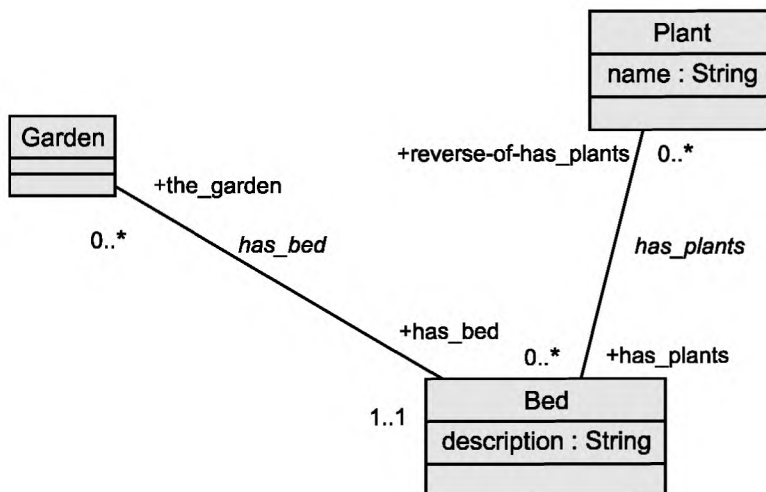 Plant
name : String
Garden
+reverse-of-has_plants
0..*
+the_garden
0..*
has_bed
has_plants
+has_bed
0..*
+has_plants
1..1
Bed
description : String